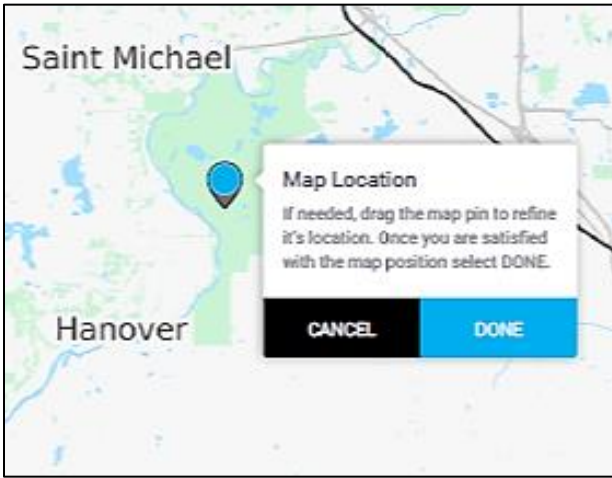 Saint Michael
Map Location
If needed, drag the map pin to refine
it's location. Once you are satisfied
with the map position select DONE.
Hanover
CANCEL
DONE